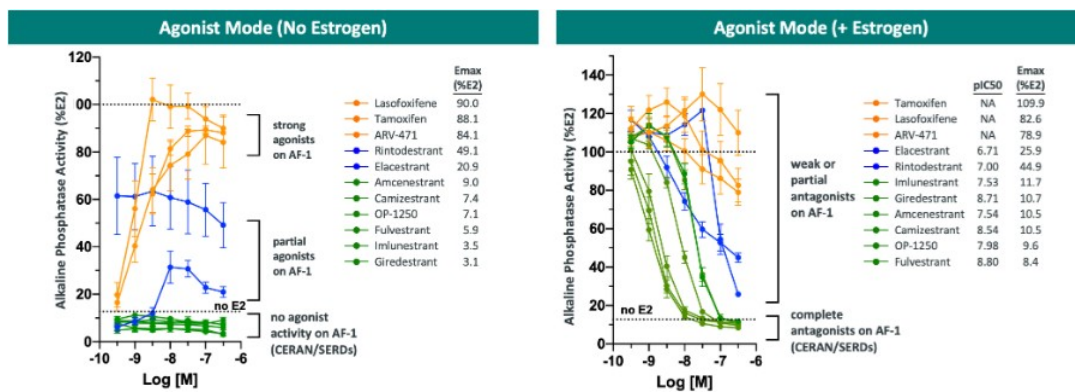 Agonist Mode (No Estrogen)
Alkaline Phosphatase Activity (%E2)
120
00
80
60
40
20
0
-10 -9 -8 -7 -6
Log [M]
no E2
strong
agonists
on AF-1
partial
agonists
on AF-1
no agonist
activity on AF-1
(CERAN/SERDs)
Emax
(%E2)
Lasofoxifene 90.0
Tamoxifen 88.1
ARV-471 84.1
Rintodestrant 49.1
Elacestrant 20.9
Amcenestrant 9.0
Camizestrant 7.4
OP-1250 7.1
Fulvestrant 5.9
Imlunestrant 3.5
Giredestrant 3.1
Agonist Mode (+ Estrogen)
Alkaline Phosphatase Activity (%E2)
140
120
100
80
60
40
20
0
-10 -9 -8 -7 -6
Log [M]
no E2
weak or
partial
antagonists
on AF-1
complete
antagonists on AF-1
(CERAN/SERDs)
Emax
pIC50 (%E2)
Tamoxifen NA 109.9
Lasofoxifene NA 82.6
ARV-471 NA 78.9
Elacestrant 6.71 25.9
Rintodestrant 7.00 44.9
Imlunestrant 7.53 11.7
Giredestrant 8.71 10.7
Amcenestrant 7.54 10.5
Camizestrant 8.54 10.5
OP-1250 7.98 9.6
Fulvestrant 8.80 8.4